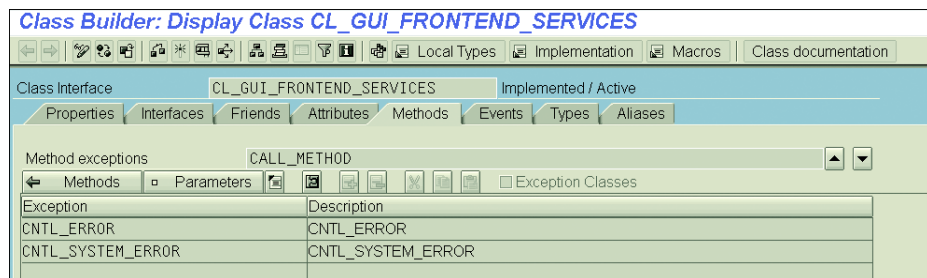 Class Builder: Display Class CL_GUI_FRONTEND_SERVICES
Local Types Implementation Macros Class documentation
Class Interface CL_GUI_FRONTEND_SERVICES Implemented / Active
Properties Interfaces Friends Attributes Methods Events Types Aliases
Method exceptions CALL_METHOD
Methods Parameters Exception Classes
Exception Description
CNTL_ERROR CNTL_ERROR
CNTL_SYSTEM_ERROR CNTL_SYSTEM_ERROR